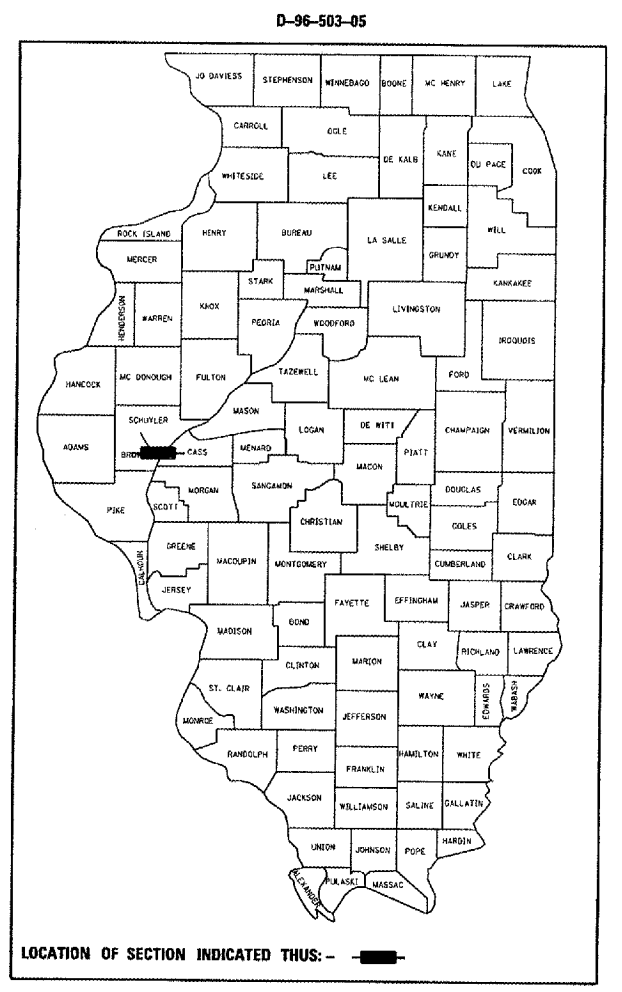 D-96-503-05
JO DAVIESS STEPHENSON WINNEBAGO BOONE MC HENRY LAKE
CARROLL OGLE
DE KALB KANE DU PAGE COOK
WHITESIDE LEE
KENDALL
ROCK ISLAND HENRY BUREAU LA SALLE WILL
MERCER PUTNAM GRUNDY
STARK MARSHALL KANKAKEE
HENDERSON WARREN KNOX PEORIA WOODFORD LIVINGSTON IROQUOIS
HANCOCK MC DONOUGH FULTON TAZEWELL MC LEAN FORD
SCHUYLER MASON
LOGAN DE WITT CHAMPAIGN VERMILION
ADAMS CASS MENARD MACON PIATT
PIKE SCOTT MORGAN SANGAMON MOULTRIE DOUGLAS EDGAR
CHRISTIAN COLES
CALHOUN GREENE MACOUPIN MONTGOMERY SHELBY CUMBERLAND CLARK
JERSEY FAYETTE EFFINGHAM JASPER CRAWFORD
MADISON BOND
CLINTON MARION CLAY RICHLAND LAWRENCE
ST. CLAIR WAYNE EDWARDS WABASH
MONROE WASHINGTON JEFFERSON
RANDOLPH PERRY FRANKLIN HAMILTON WHITE
JACKSON WILLIAMSON SALINE GALLATIN
UNION JOHNSON POPE HARDIN
ALEXANDER PULASKI MASSAC
LOCATION OF SECTION INDICATED THUS: -